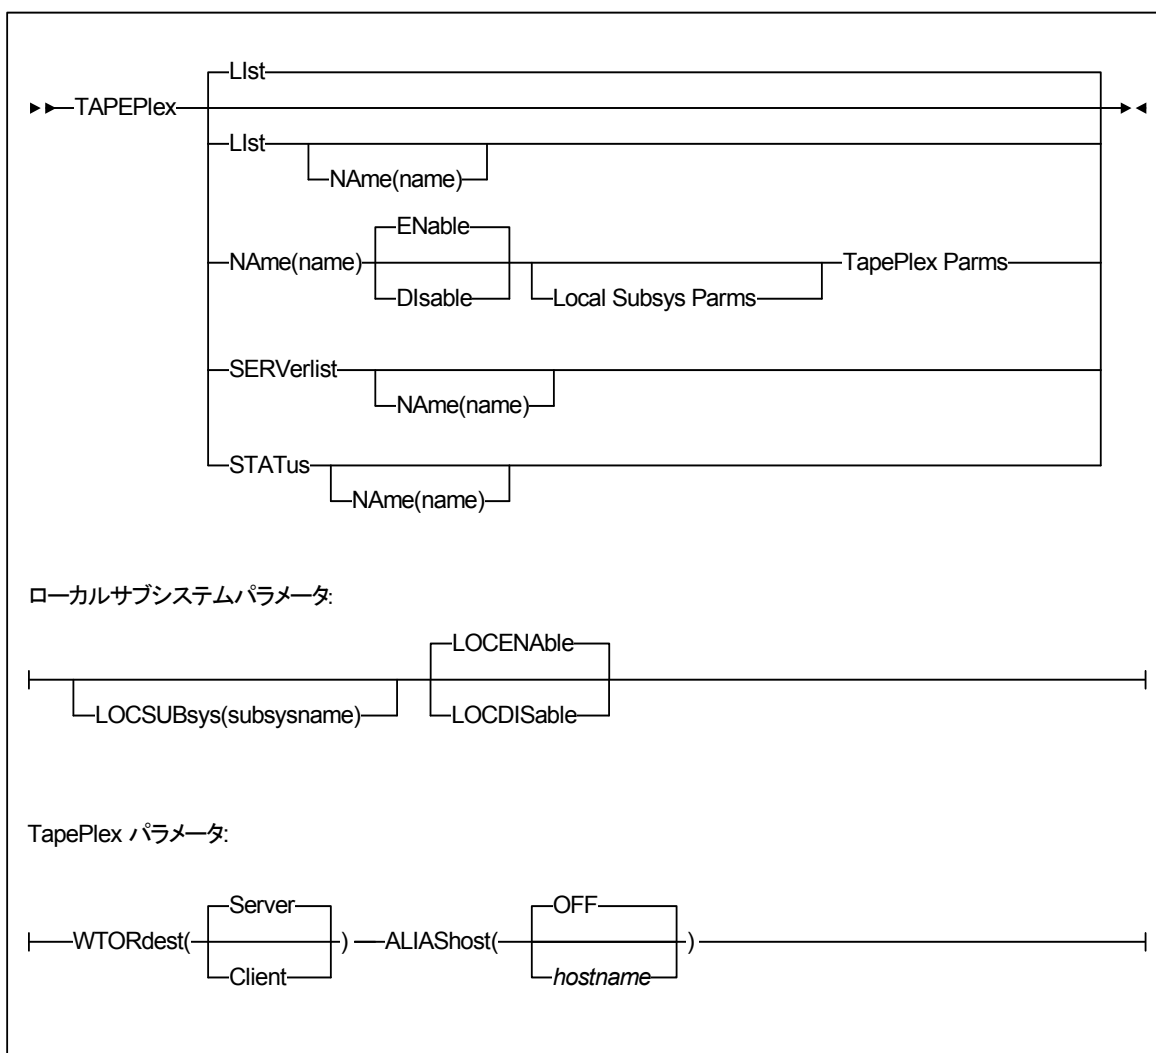 LIst
TAPEPlex
LIst
NAme(name)
ENable
NAme(name)
TapePlex Parms
DIsable
Local Subsys Parms
SERVerlist
NAme(name)
STATus
NAme(name)
ローカルサブシステムパラメータ:
LOCENAble
LOCSUBsys(subsysname)
LOCDISable
TapePlex パラメータ:
Server
OFF
WTORdest(
)
ALIAShost(
)
Client
hostname